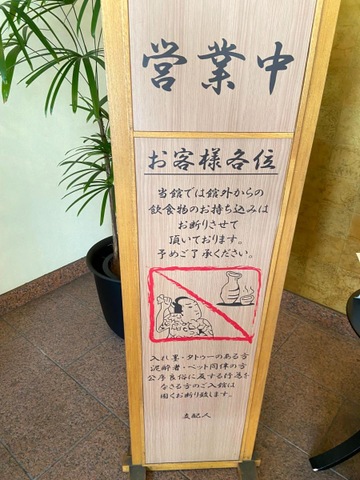 営業中
お客様各位
当舘では舘外からの
飲食物のお持ち込みは
お断りさせて
頂いております。
予めご了承ください。
入れ墨・タトゥーのある方
泥酔者・ペット同伴の方
公序良俗に反する行為を
なさる方のご入舘は
固くお断り致します。
支配人